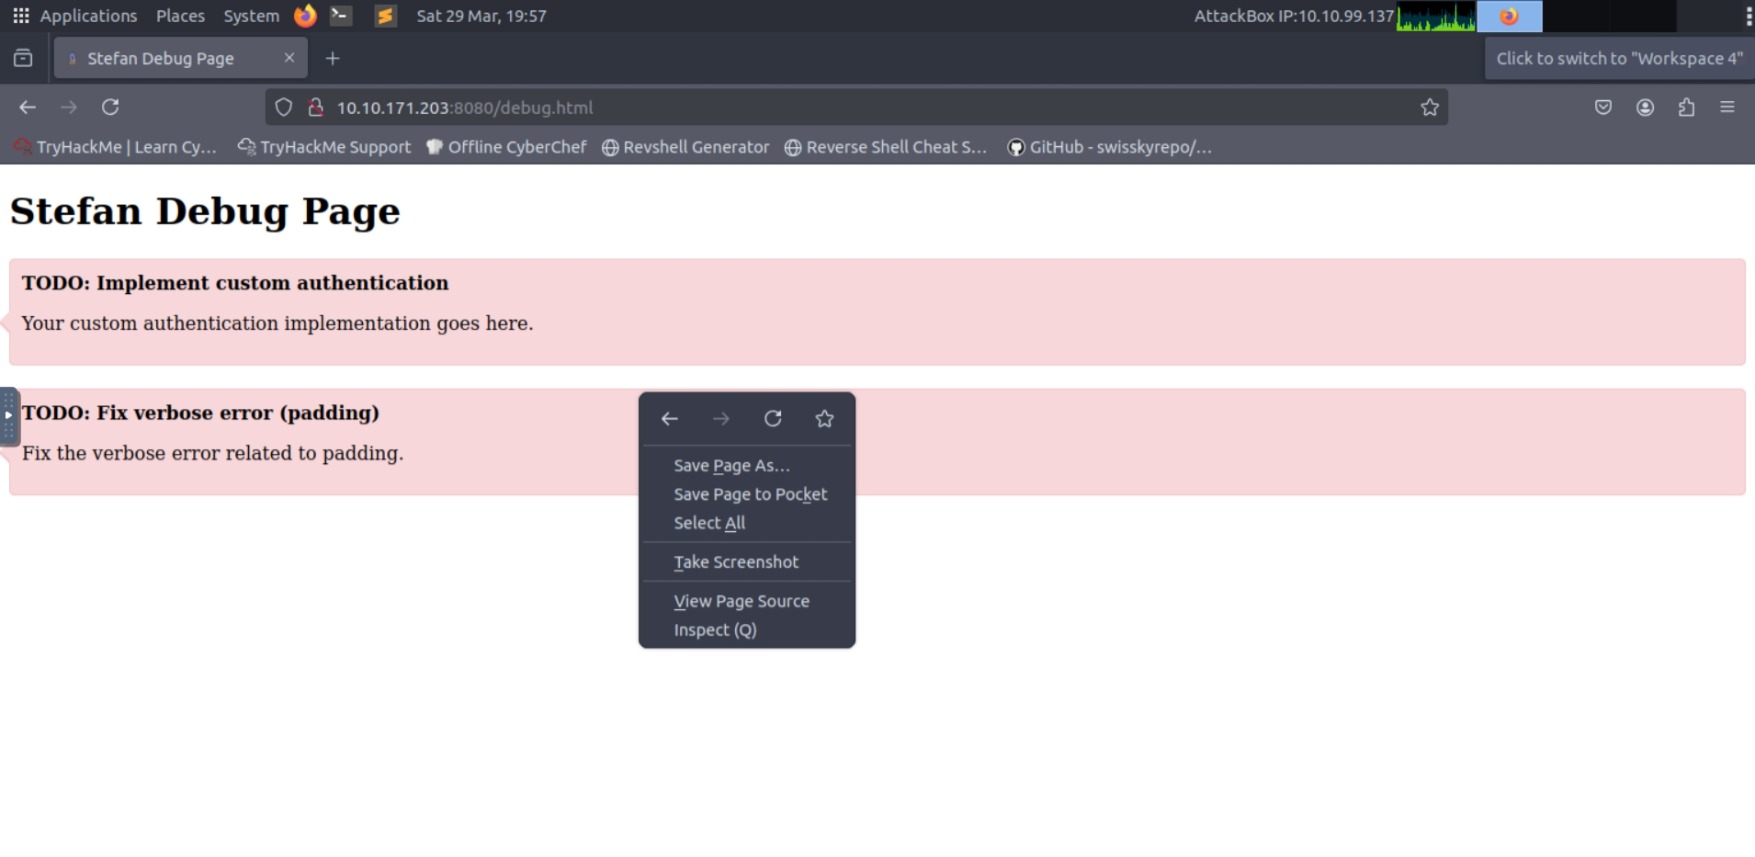 Applications Places System Sat 29 Mar, 19:57 AttackBox IP:10.10.99.137
Stefan Debug Page
Click to switch to "Workspace 4"
10.10.171.203:8080/debug.html
TryHackMe | Learn Cy... TryHackMe Support Offline CyberChef Revshell Generator Reverse Shell Cheat S... GitHub - swisskyrepo/...
Stefan Debug Page
TODO: Implement custom authentication
Your custom authentication implementation goes here.
TODO: Fix verbose error (padding)
Fix the verbose error related to padding.
Save Page As...
Save Page to Pocket
Select All
Take Screenshot
View Page Source
Inspect (Q)